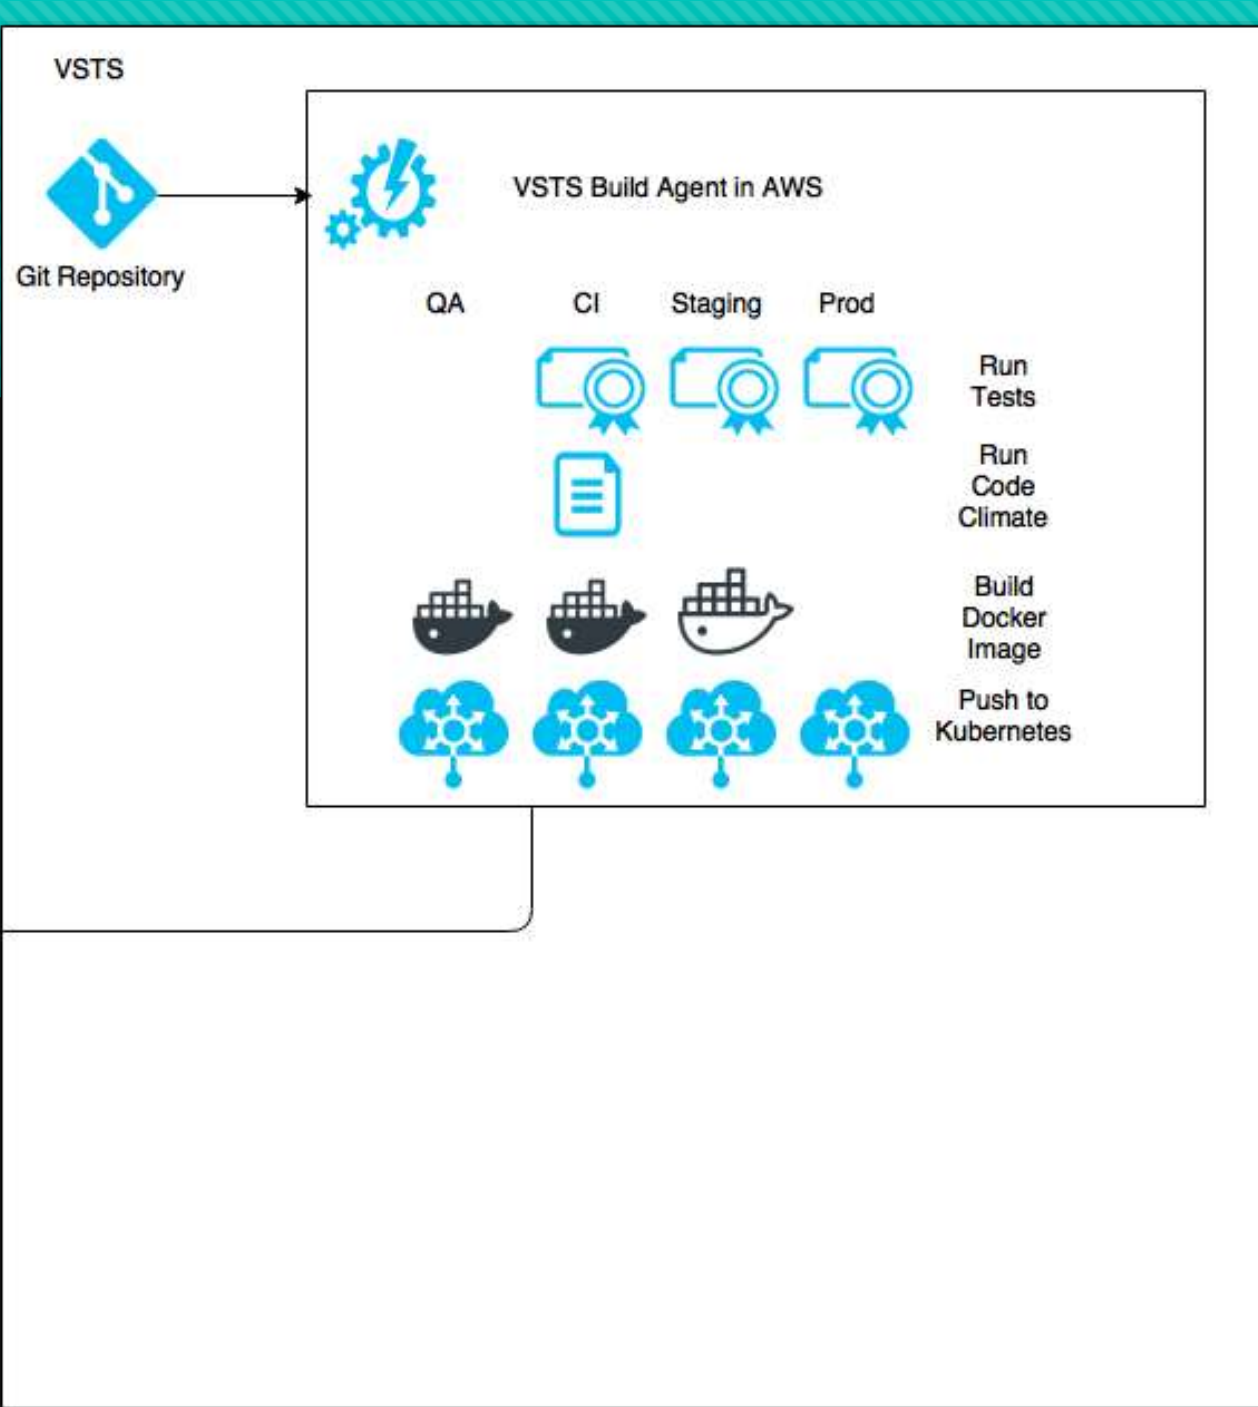 VSTS
VSTS Build Agent in AWS
Git Repository
QA CI Staging Prod
Run
Tests
Run
Code
Climate
Build
Docker
Image
Push to
Kubernetes